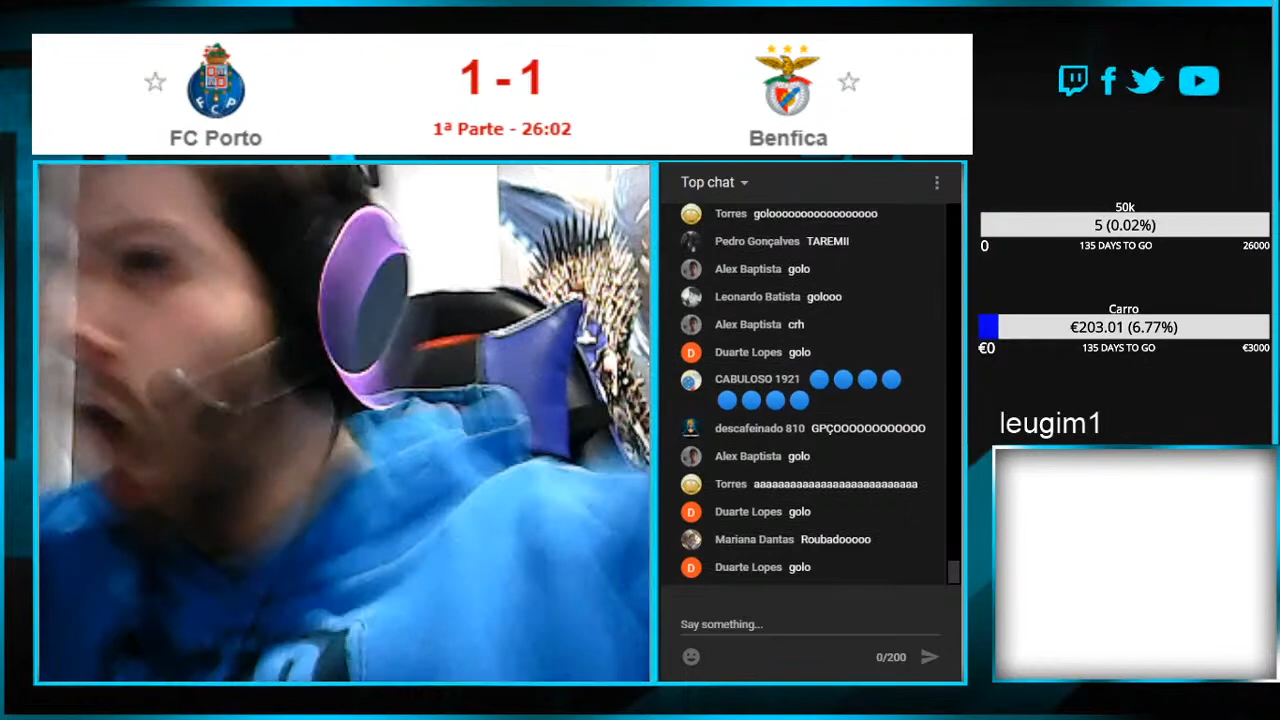 1 - 1
1ª Parte - 26:02
FC Porto
Benfica
FCP
Top chat
Torres golooooooooooooooooo
Pedro Gonçalves TAREMII
Alex Baptista golo
Leonardo Batista golooo
Alex Baptista crh
Duarte Lopes golo
CABULOSO 1921
descafeinado 810 GPÇOOOOOOOOOOOO
Alex Baptista golo
Torres aaaaaaaaaaaaaaaaaaaaaaaaaaa
Duarte Lopes golo
Mariana Dantas Roubadooooo
Duarte Lopes golo
Say something...
0/200
50k
5 (0.02%)
0 135 DAYS TO GO 26000
Carro
€203.01 (6.77%)
€0 135 DAYS TO GO €3000
leugim1